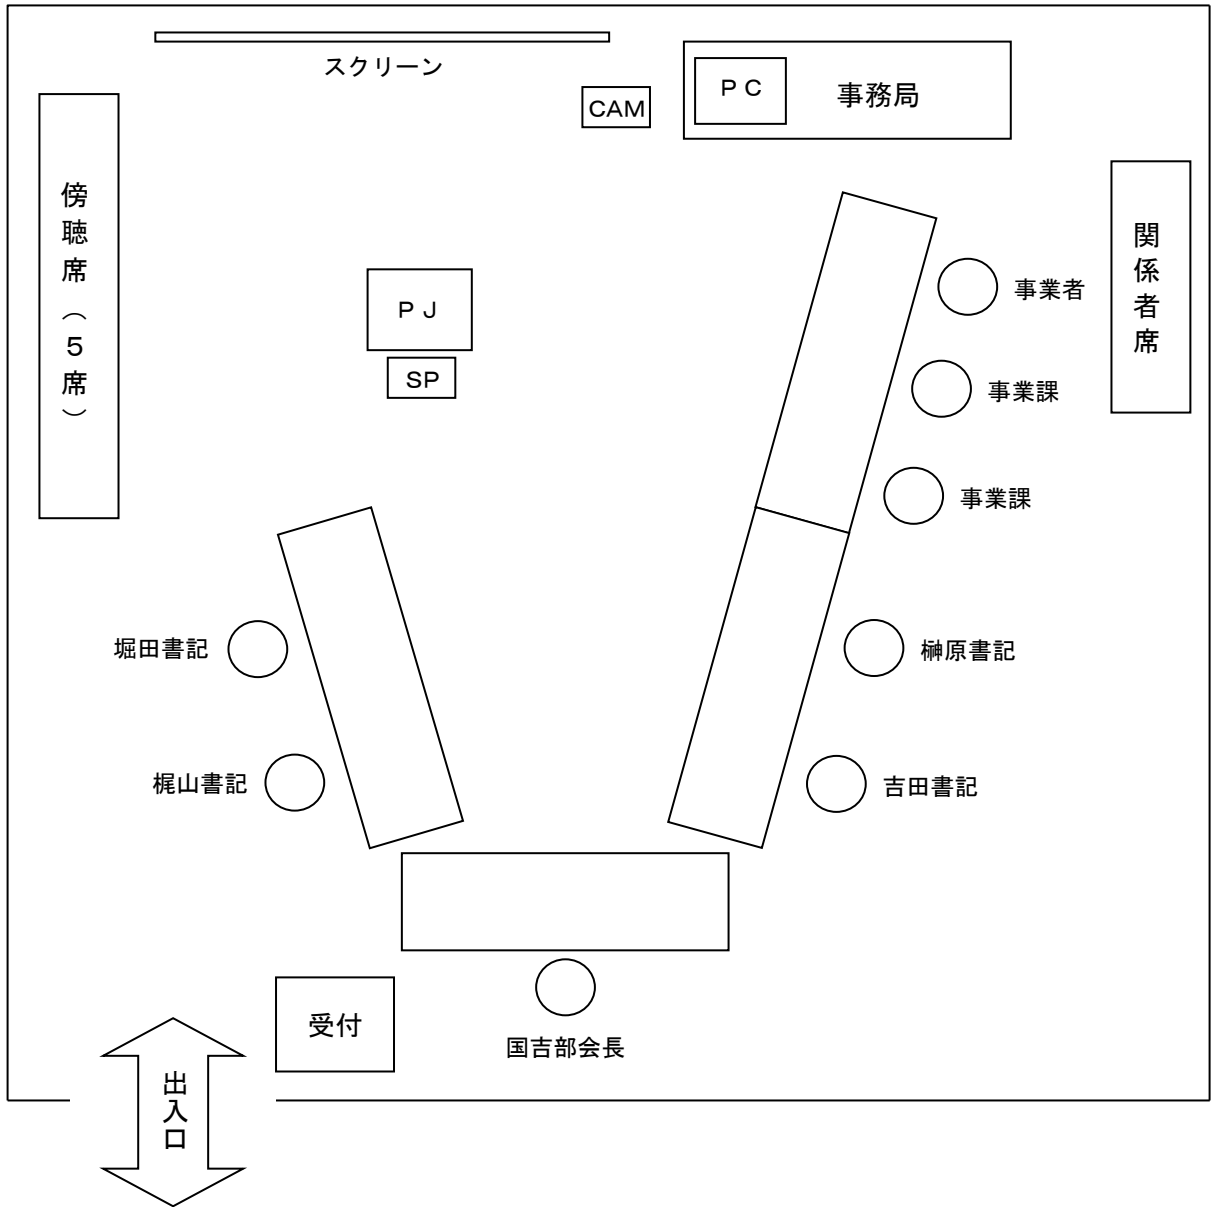 スクリーン
ＰＣ
事務局
CAM
傍聴席（５席）
関係者席
ＰＪ
SP
事業者
事業課
事業課
堀田書記
榊原書記
梶山書記
吉田書記
受付
国吉部会長
出入口